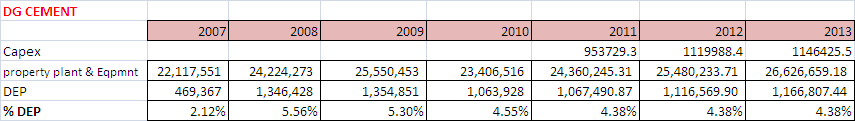 DG CEMENT
2007 2008 2009 2010 2011 2012 2013
Capex 953729.3 1119988.4 1146425.5
property plant & Eqpmnt 22,117,551 24,224,273 25,550,453 23,406,516 24,360,245.31 25,480,233.71 26,626,659.18
DEP 469,367 1,346,428 1,354,851 1,063,928 1,067,490.87 1,116,569.90 1,166,807.44
% DEP 2.12% 5.56% 5.30% 4.55% 4.38% 4.38% 4.38%